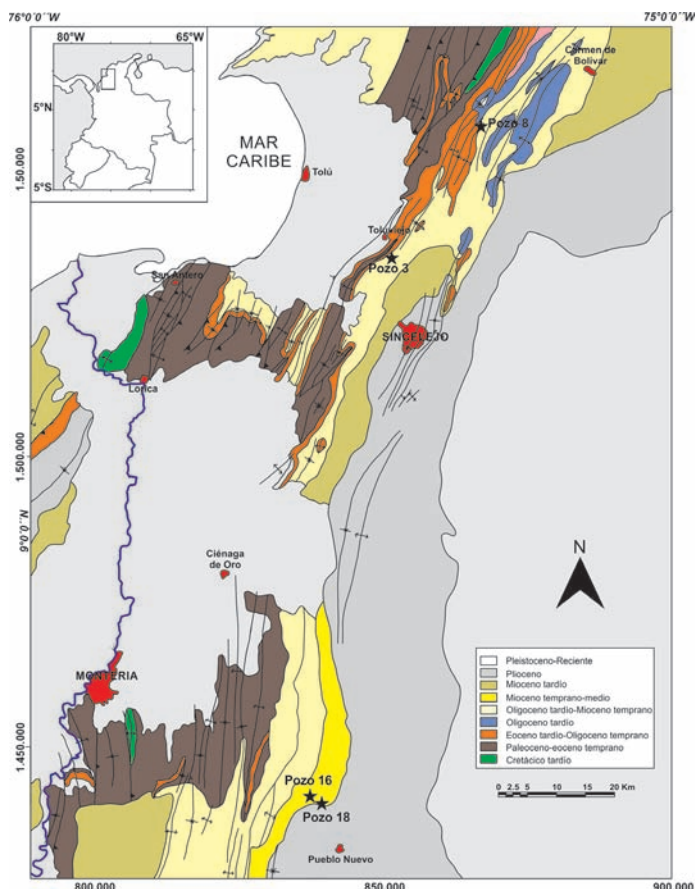 76°0'0"W
75°0'0"W
80°W
65°W
5°N
5°S
1.50.000
MAR
CARIBE
Tolú
Carmen de
Bolívar
Pozo 8
Toluviejo
Pozo 3
San Antero
SINCELEJO
Lorica
1.500.000
9°0'0"N
Ciénaga
de Oro
N
MONTERIA
1.450.000
Pozo 16
Pozo 18
Pueblo Nuevo
Pleistoceno-Reciente
Plioceno
Mioceno tardío
Mioceno temprano-medio
Oligoceno tardío-Mioceno temprano
Oligoceno tardío
Eoceno tardío-Oligoceno temprano
Paleoceno-eoceno temprano
Cretácico tardío
0 2.5 5 10 15 20 Km
800.000
850.000
900.000